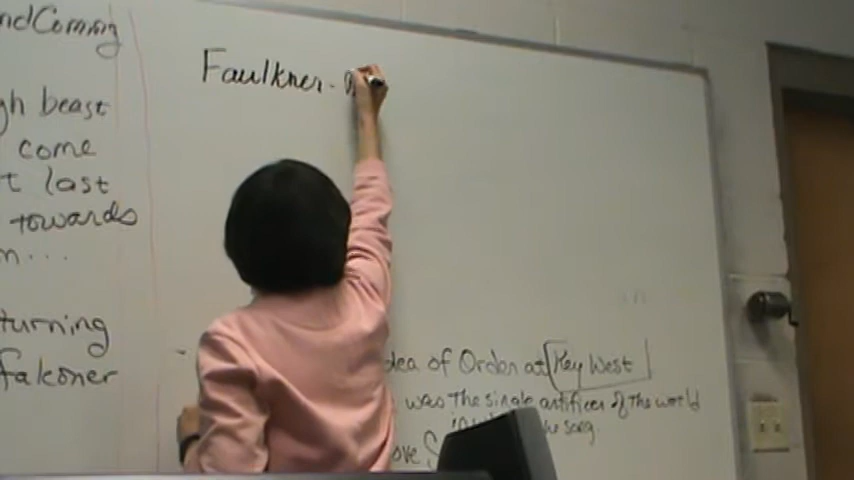 ndComing
gh beast
come
t last
towards
n...
turning
falconer
Faulkner -
dea of Order at Key West
was the single artificer of the world
song.
ove